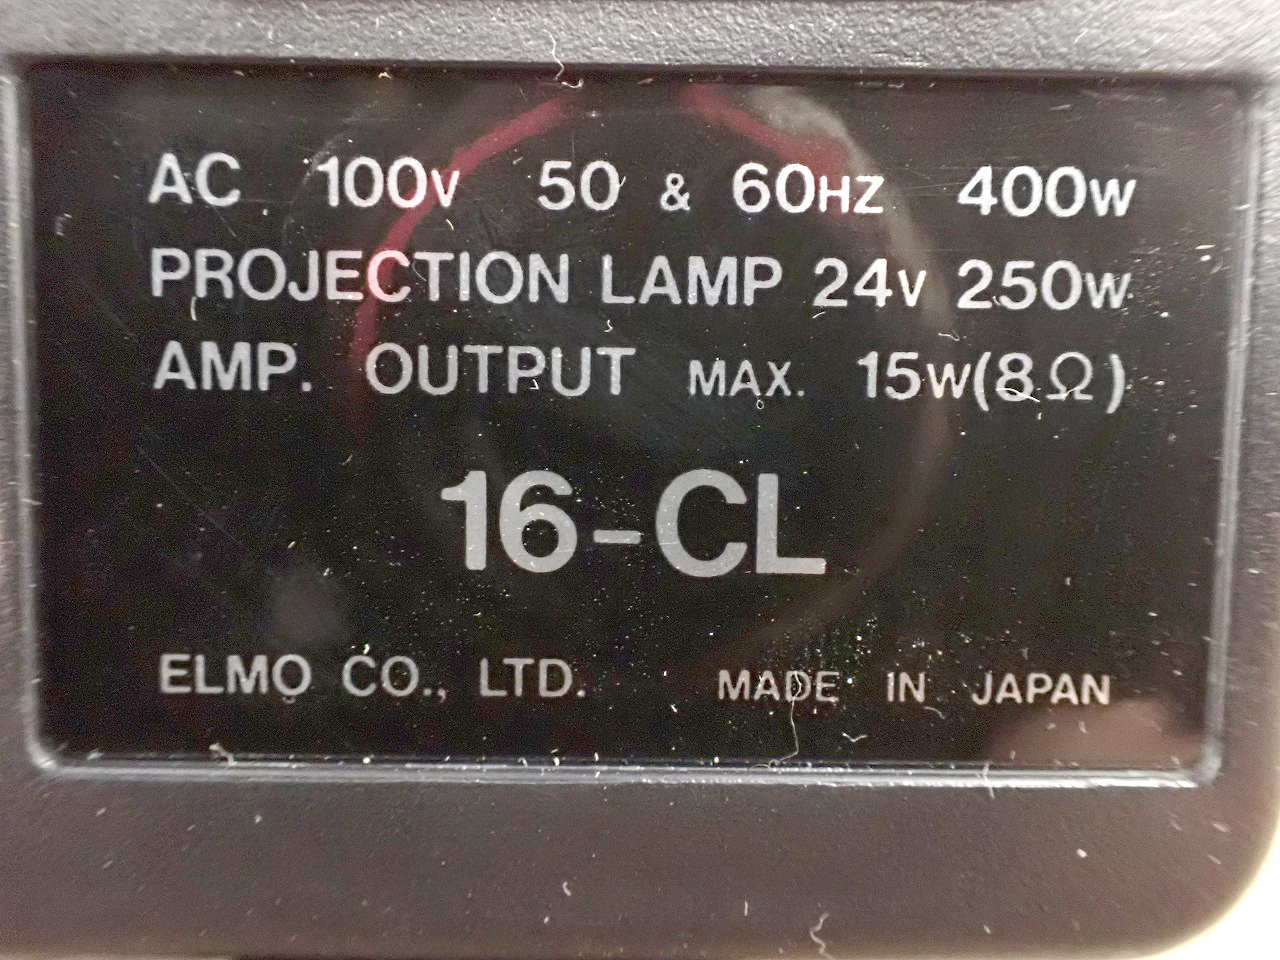 AC 100V 50 & 60HZ 400W
PROJECTION LAMP 24V 250W
AMP. OUTPUT MAX. 15W(8Ω)
16-CL
ELMO CO., LTD. MADE IN JAPAN